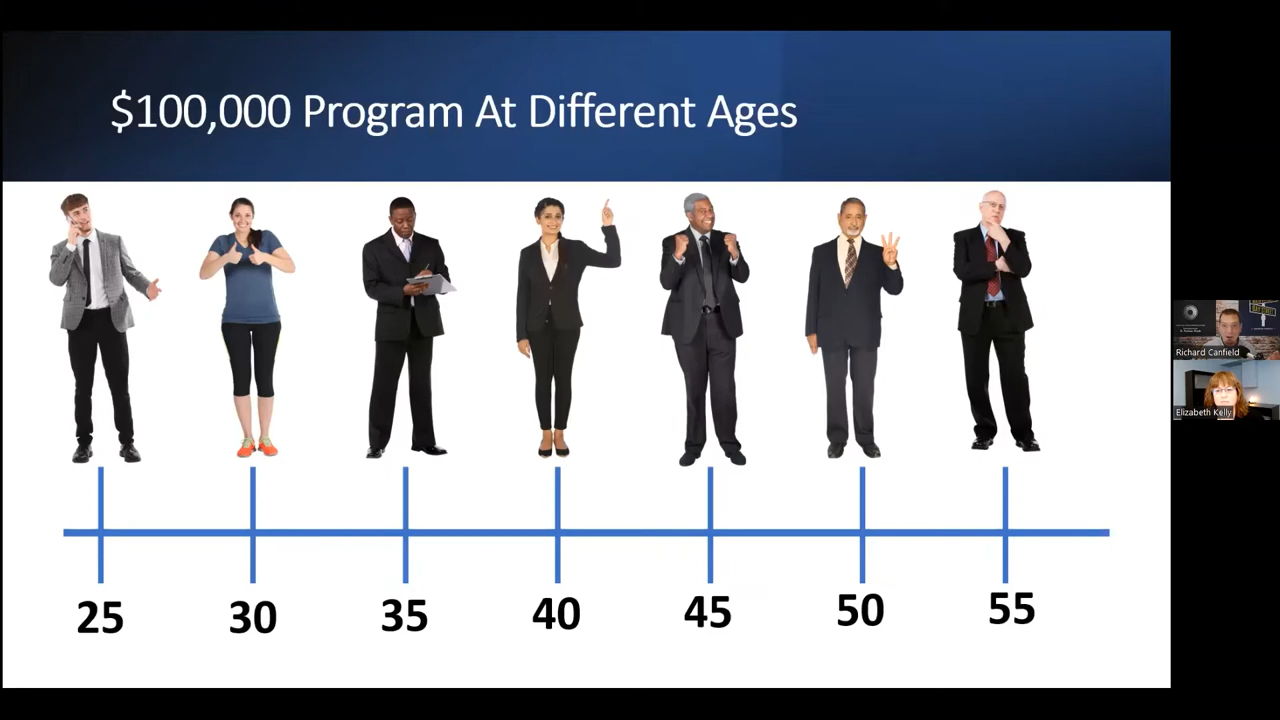 $100,000 Program At Different Ages
25 30 35 40 45 50 55
Richard Canfield
Elizabeth Kelly